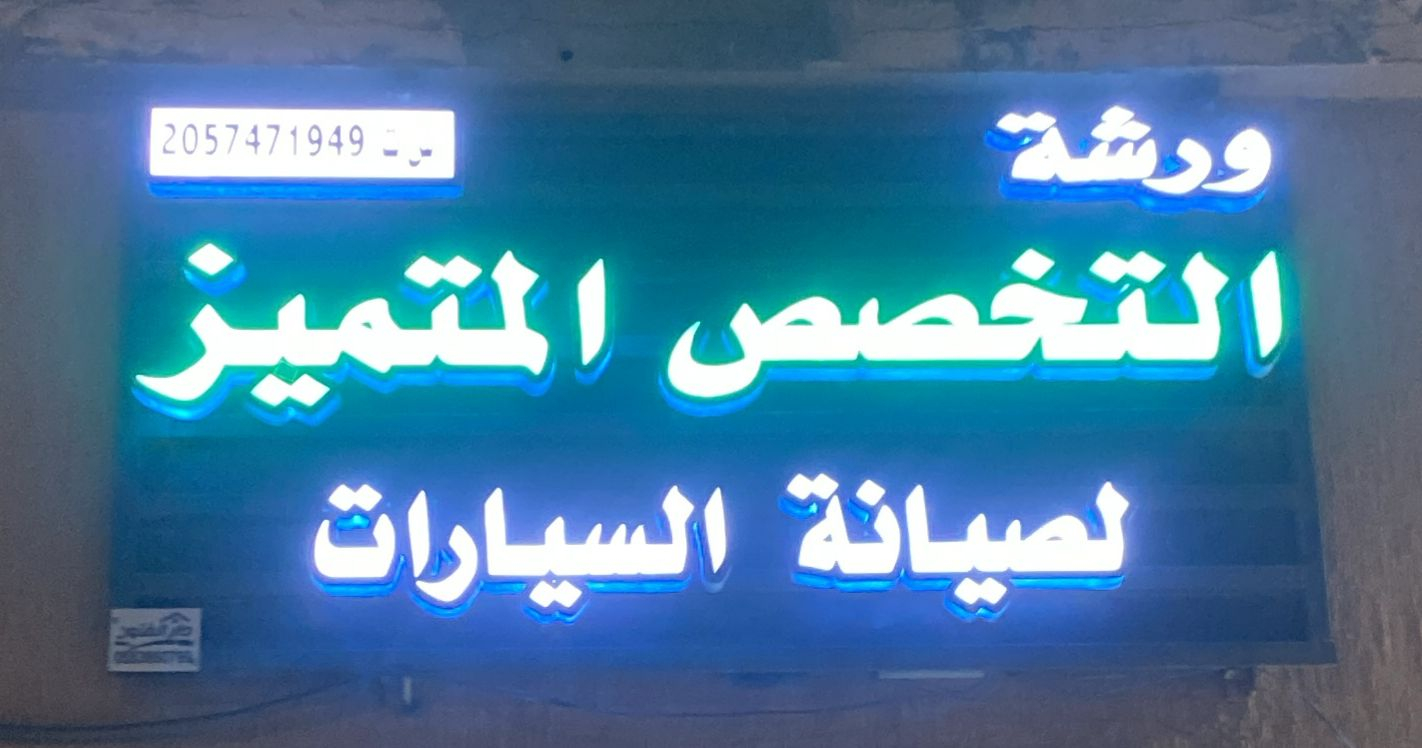 ورشة
س ت 2057471949
التخصص المتميز
لصيانة السيارات